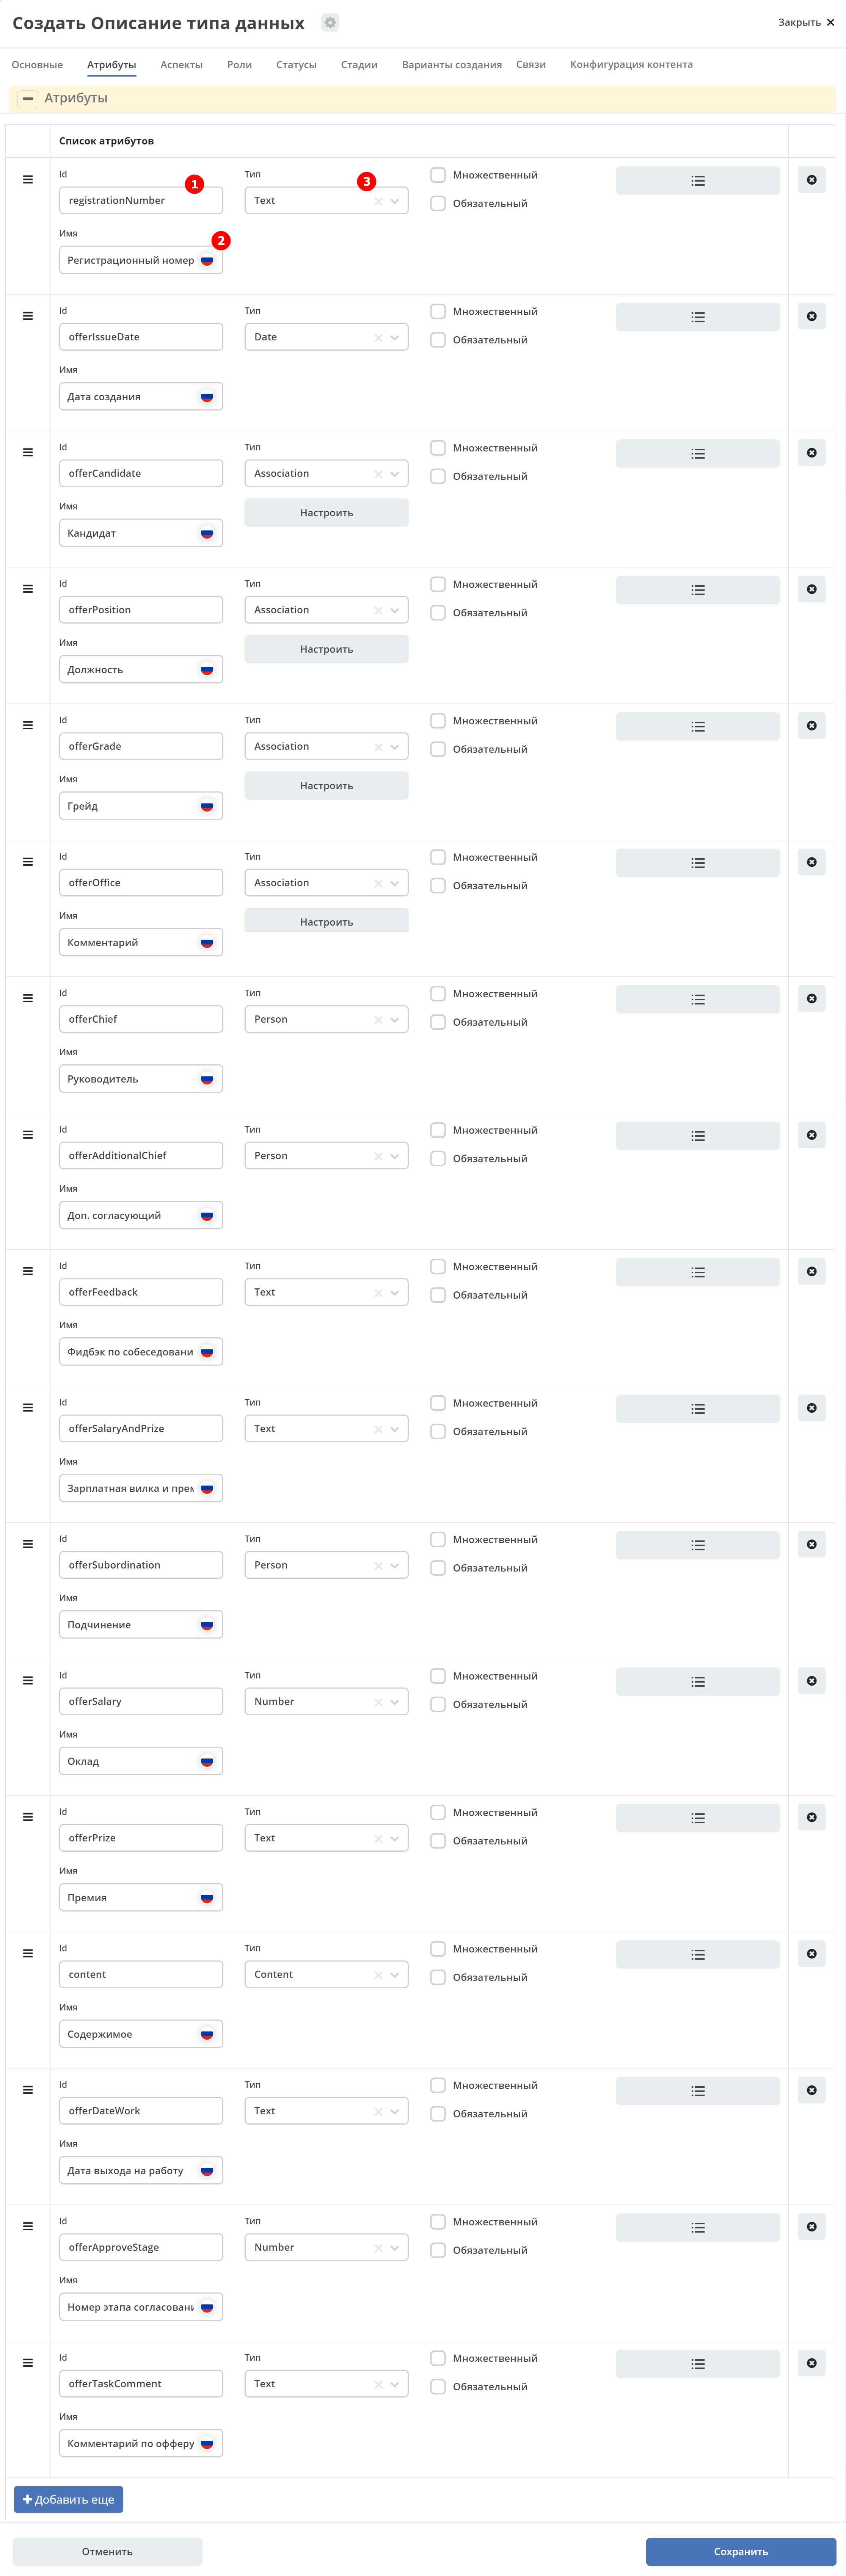 Создать Описание типа данных
Закрыть
Основные Атрибуты Аспекты Роли Статусы Стадии Варианты создания Связи Конфигурация контента
Атрибуты
Список атрибутов
Id Тип Множественный
1 3
registrationNumber Text Обязательный
Имя 2
Регистрационный номер
Id Тип Множественный
offerIssueDate Date Обязательный
Имя
Дата создания
Id Тип Множественный
offerCandidate Association Обязательный
Имя Настроить
Кандидат
Id Тип Множественный
offerPosition Association Обязательный
Имя Настроить
Должность
Id Тип Множественный
offerGrade Association Обязательный
Имя Настроить
Грейд
Id Тип Множественный
offerOffice Association Обязательный
Имя Настроить
Комментарий
Id Тип Множественный
offerChief Person Обязательный
Имя
Руководитель
Id Тип Множественный
offerAdditionalChief Person Обязательный
Имя
Доп. согласующий
Id Тип Множественный
offerFeedback Text Обязательный
Имя
Фидбэк по собеседовани
Id Тип Множественный
offerSalaryAndPrize Text Обязательный
Имя
Зарплатная вилка и прем
Id Тип Множественный
offerSubordination Person Обязательный
Имя
Подчинение
Id Тип Множественный
offerSalary Number Обязательный
Имя
Оклад
Id Тип Множественный
offerPrize Text Обязательный
Имя
Премия
Id Тип Множественный
content Content Обязательный
Имя
Содержимое
Id Тип Множественный
offerDateWork Text Обязательный
Имя
Дата выхода на работу
Id Тип Множественный
offerApproveStage Number Обязательный
Имя
Номер этапа согласовани
Id Тип Множественный
offerTaskComment Text Обязательный
Имя
Комментарий по офферу
Добавить еще
Отменить Сохранить